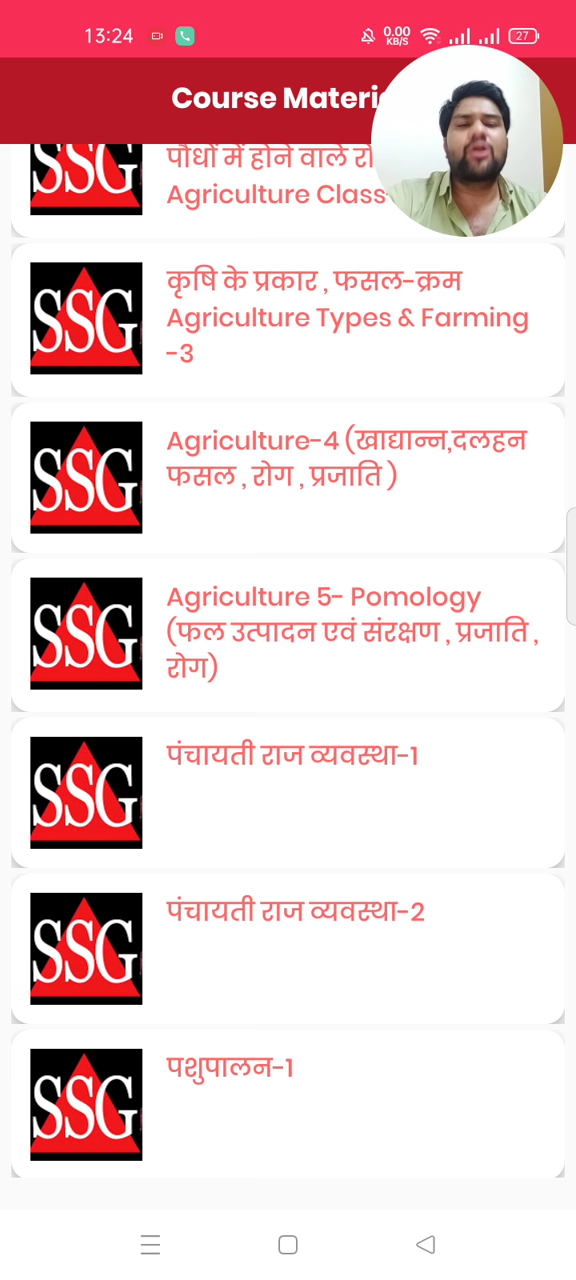 13:24
0.00
KB/S
27
Course Materi
SSG
पौधों में होने वाले रो
Agriculture Class
SSG
कृषि के प्रकार , फसल-क्रम
Agriculture Types & Farming
-3
SSG
Agriculture-4 (खाद्यान्न,दलहन
फसल , रोग , प्रजाति )
SSG
Agriculture 5- Pomology
(फल उत्पादन एवं संरक्षण , प्रजाति ,
रोग)
SSG
पंचायती राज व्यवस्था-1
SSG
पंचायती राज व्यवस्था-2
SSG
पशुपालन-1